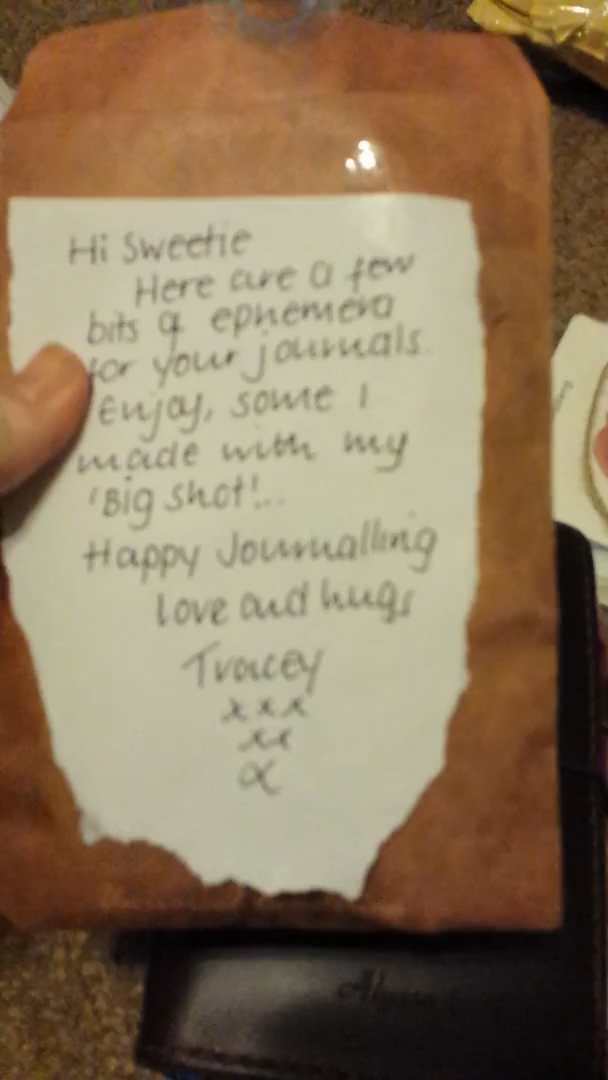 Hi Sweetie
Here are a few
bits of ephemera
for your journals.
Enjoy, some I
made with my
'Big Shot'!...
Happy Journalling
Love and hugs
Tracey
xxx
xx
x